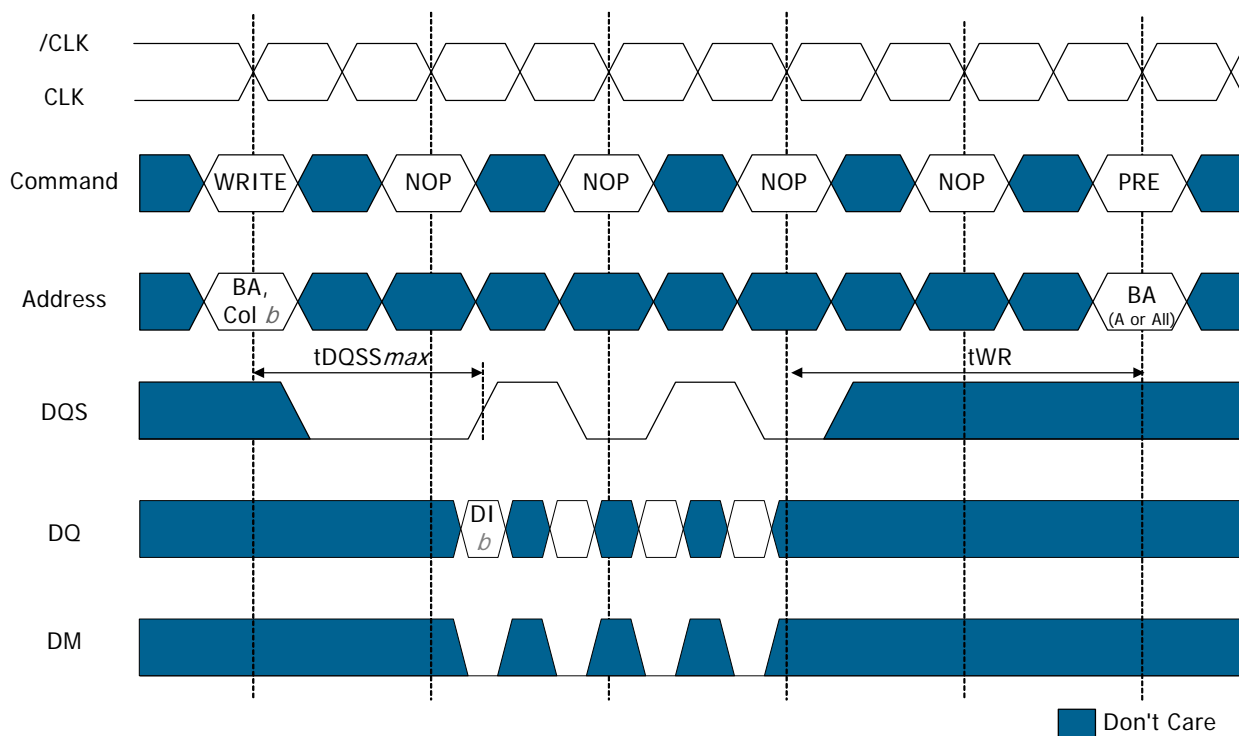 /CLK
CLK
Command
WRITE
NOP
NOP
NOP
NOP
PRE
Address
BA,
Col b
BA
(A or All)
tDQSSmax
tWR
DQS
DQ
DI
b
DM
Don't Care